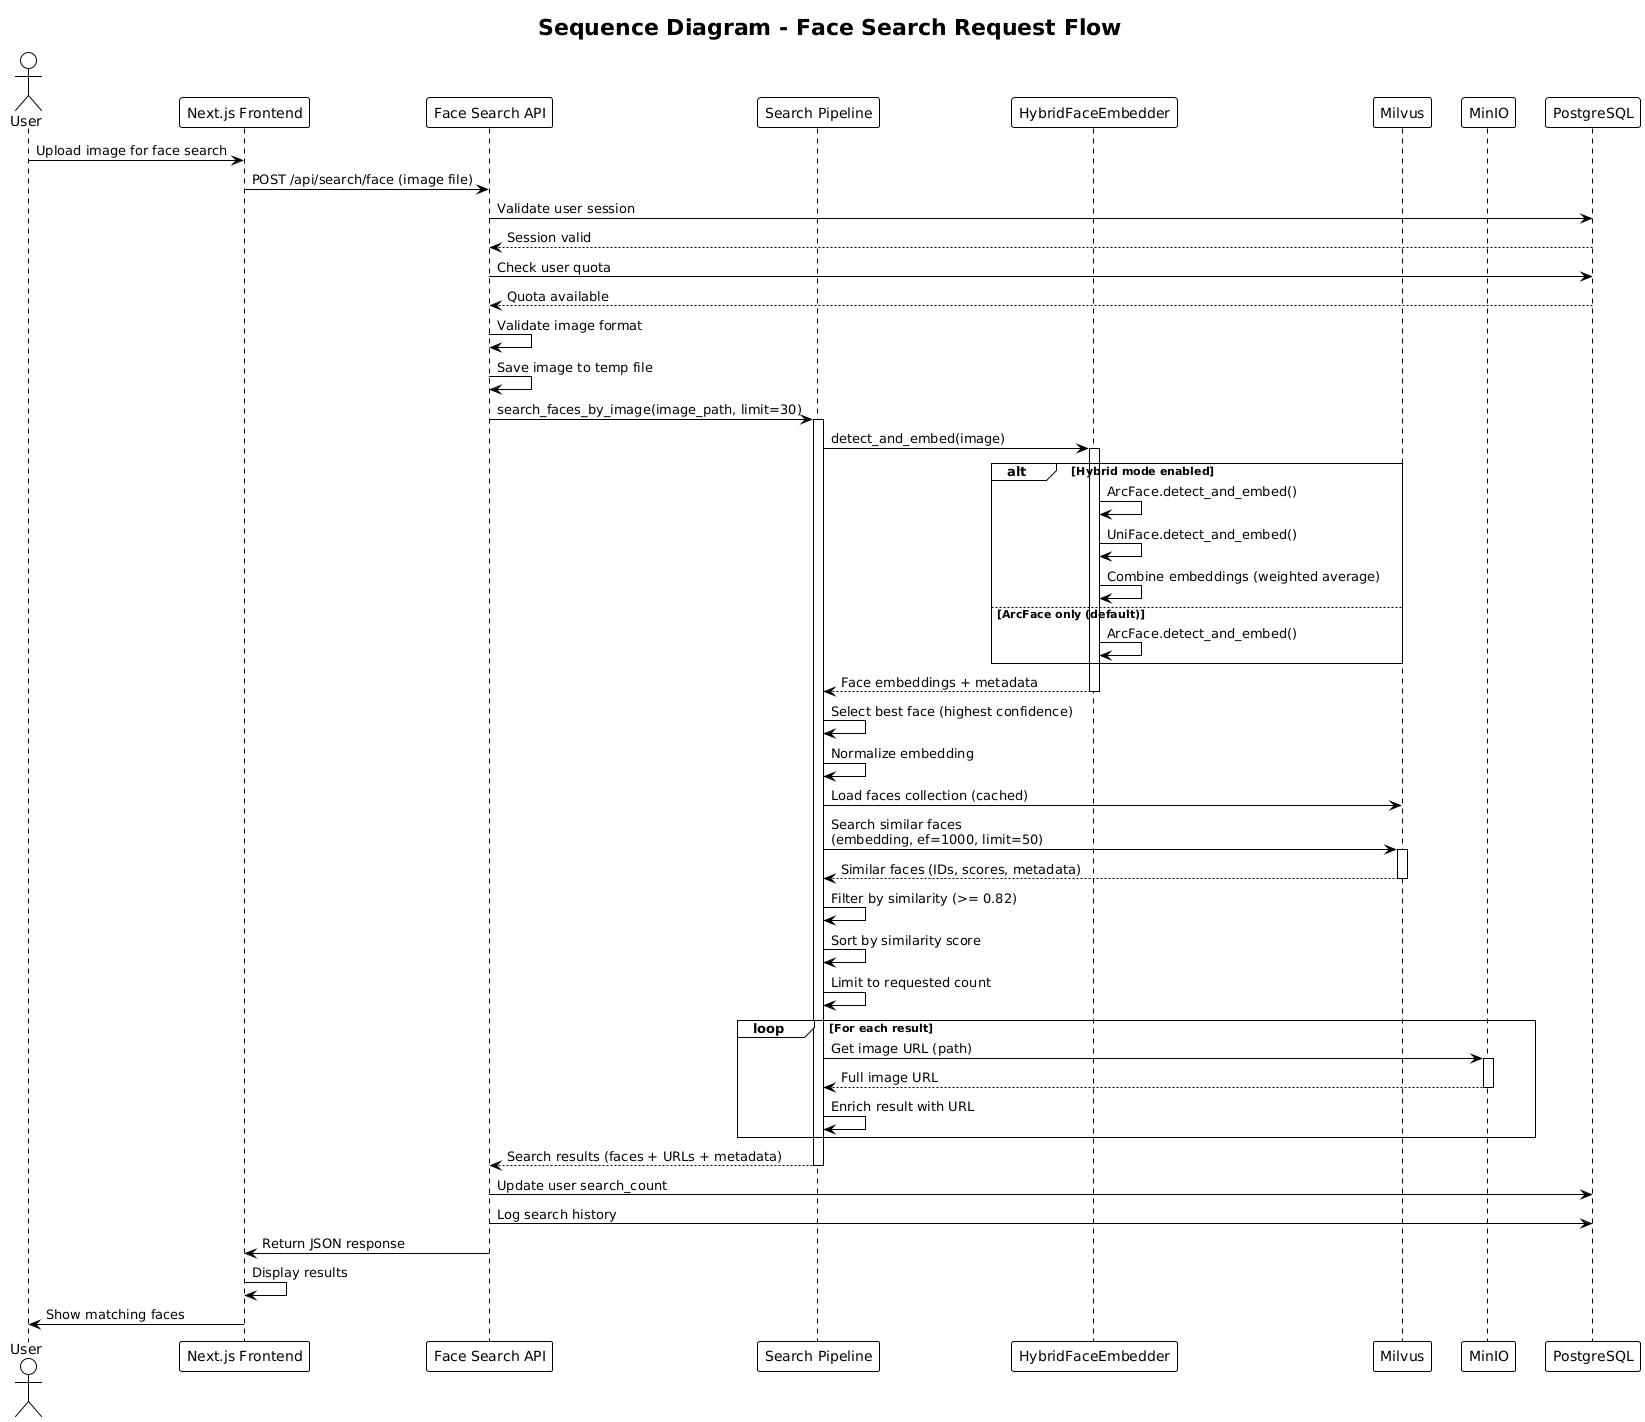 Sequence Diagram - Face Search Request Flow
User
Next.js Frontend
Face Search API
Search Pipeline
HybridFaceEmbedder
Milvus
MinIO
PostgreSQL
Upload image for face search
POST /api/search/face (image file)
Validate user session
Session valid
Check user quota
Quota available
Validate image format
Save image to temp file
search_faces_by_image(image_path, limit=30)
detect_and_embed(image)
alt
[Hybrid mode enabled]
ArcFace.detect_and_embed()
UniFace.detect_and_embed()
Combine embeddings (weighted average)
[ArcFace only (default)]
ArcFace.detect_and_embed()
Face embeddings + metadata
Select best face (highest confidence)
Normalize embedding
Load faces collection (cached)
Search similar faces
(embedding, ef=1000, limit=50)
Similar faces (IDs, scores, metadata)
Filter by similarity (>= 0.82)
Sort by similarity score
Limit to requested count
loop
[For each result]
Get image URL (path)
Full image URL
Enrich result with URL
Search results (faces + URLs + metadata)
Update user search_count
Log search history
Return JSON response
Display results
Show matching faces
User
Next.js Frontend
Face Search API
Search Pipeline
HybridFaceEmbedder
Milvus
MinIO
PostgreSQL